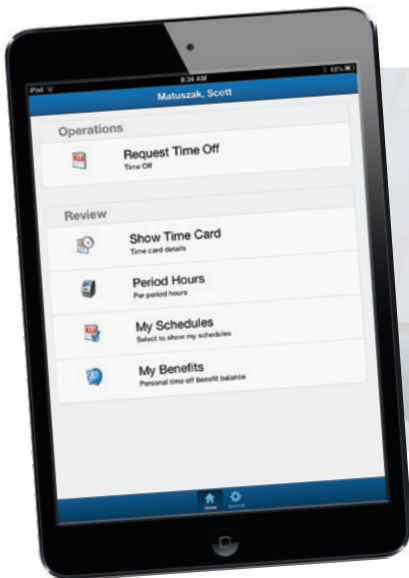 iPad
8:34 AM
82%
Matuszak, Scott
Operations
Request Time Off
Time Off
Review
Show Time Card
Time card details
Period Hours
Per period hours
My Schedules
Select to show my schedules
My Benefits
Personal time off benefit balance
Home
General